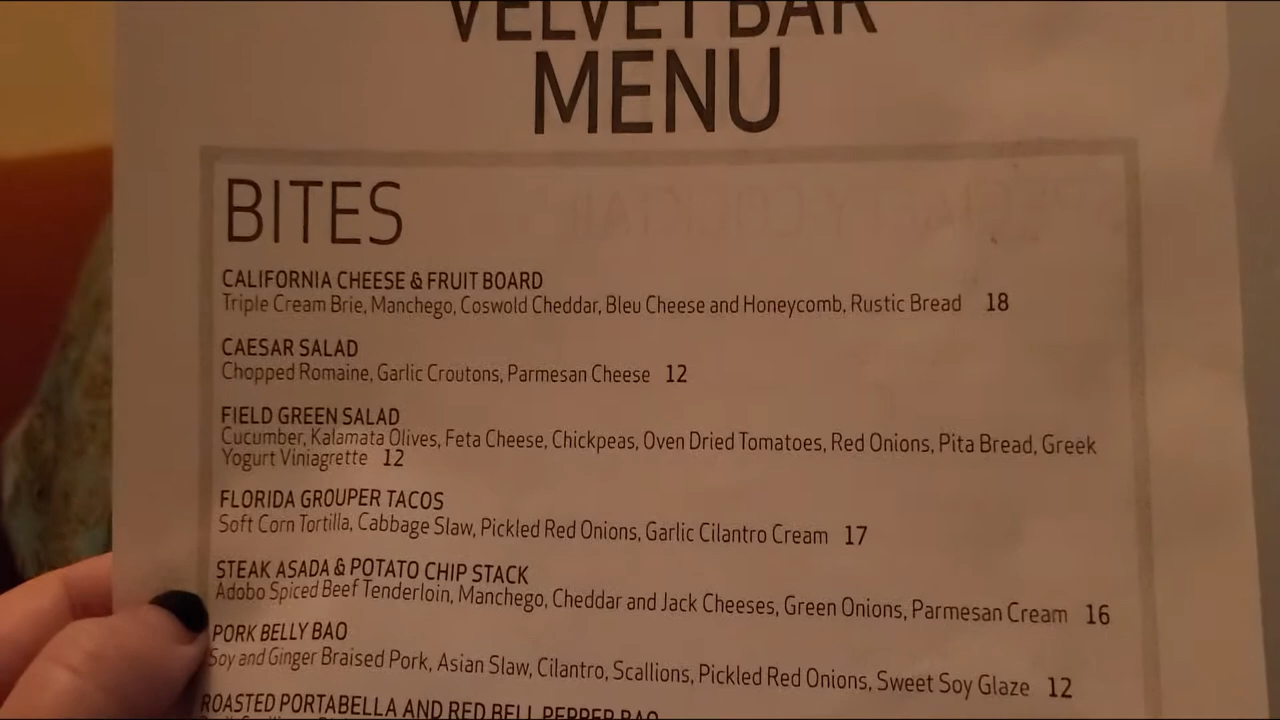 VELVET BAR
MENU
BITES
CALIFORNIA CHEESE & FRUIT BOARD
Triple Cream Brie, Manchego, Coswold Cheddar, Bleu Cheese and Honeycomb, Rustic Bread 18
CAESAR SALAD
Chopped Romaine, Garlic Croutons, Parmesan Cheese 12
FIELD GREEN SALAD
Cucumber, Kalamata Olives, Feta Cheese, Chickpeas, Oven Dried Tomatoes, Red Onions, Pita Bread, Greek
Yogurt Viniagrette 12
FLORIDA GROUPER TACOS
Soft Corn Tortilla, Cabbage Slaw, Pickled Red Onions, Garlic Cilantro Cream 17
STEAK ASADA & POTATO CHIP STACK
Adobo Spiced Beef Tenderloin, Manchego, Cheddar and Jack Cheeses, Green Onions, Parmesan Cream 16
PORK BELLY BAO
Soy and Ginger Braised Pork, Asian Slaw, Cilantro, Scallions, Pickled Red Onions, Sweet Soy Glaze 12
ROASTED PORTABELLA AND RED BELL PEPPER BAO